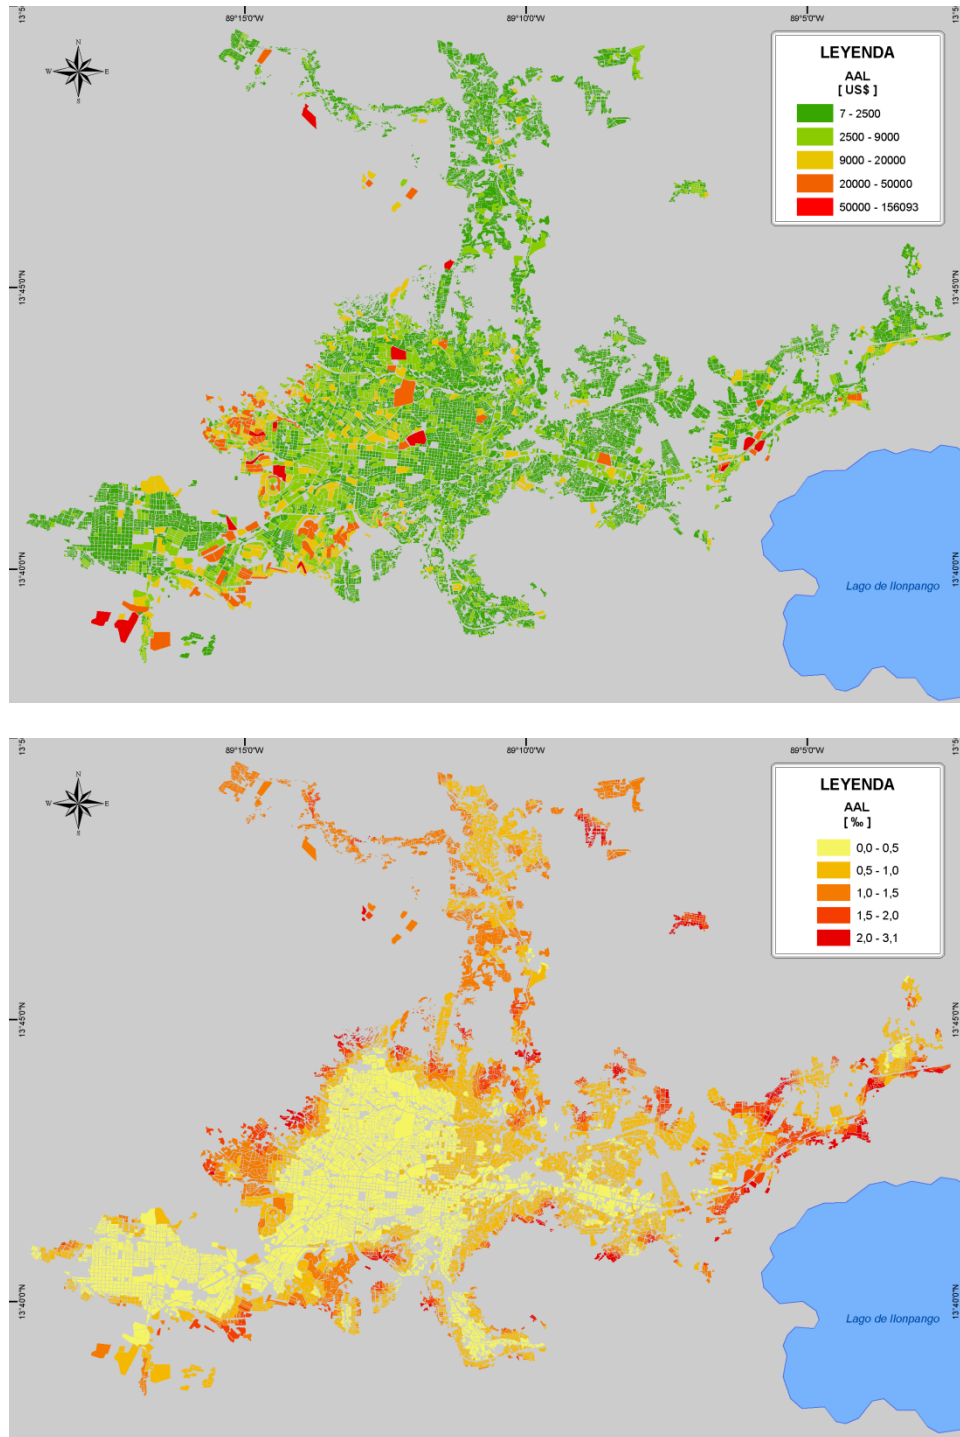 89°15'0"W
89°10'0"W
89°5'0"W
N
W
E
S
LEYENDA
AAL
[ US$ ]
7 - 2500
2500 - 9000
9000 - 20000
20000 - 50000
50000 - 156093
13°45'0"N
13°45'0"N
13°40'0"N
13°40'0"N
Lago de Ilonpango
89°15'0"W
89°10'0"W
89°5'0"W
N
W
E
S
LEYENDA
AAL
[ ‰ ]
0,0 - 0,5
0,5 - 1,0
1,0 - 1,5
1,5 - 2,0
2,0 - 3,1
13°45'0"N
13°45'0"N
13°40'0"N
13°40'0"N
Lago de Ilonpango